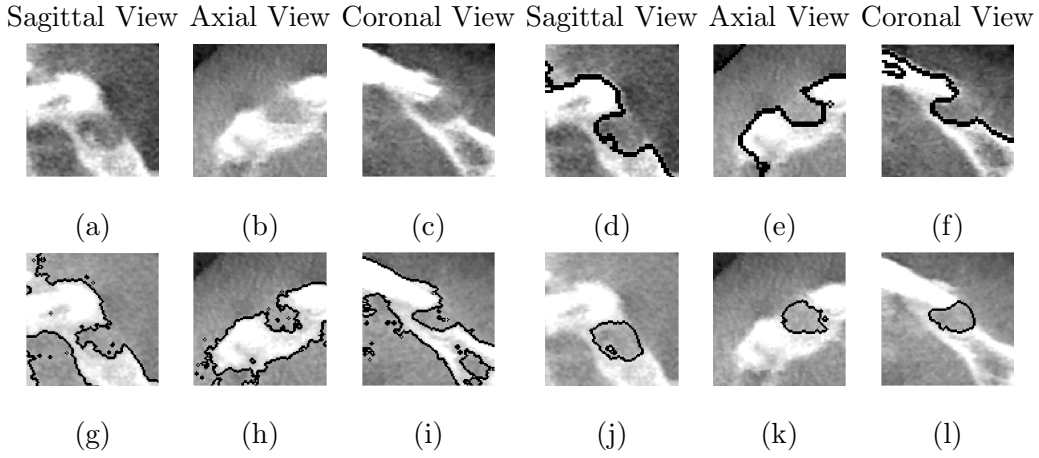 Sagittal View Axial View Coronal View Sagittal View Axial View Coronal View
(a) (b) (c) (d) (e) (f)
(g) (h) (i) (j) (k) (l)